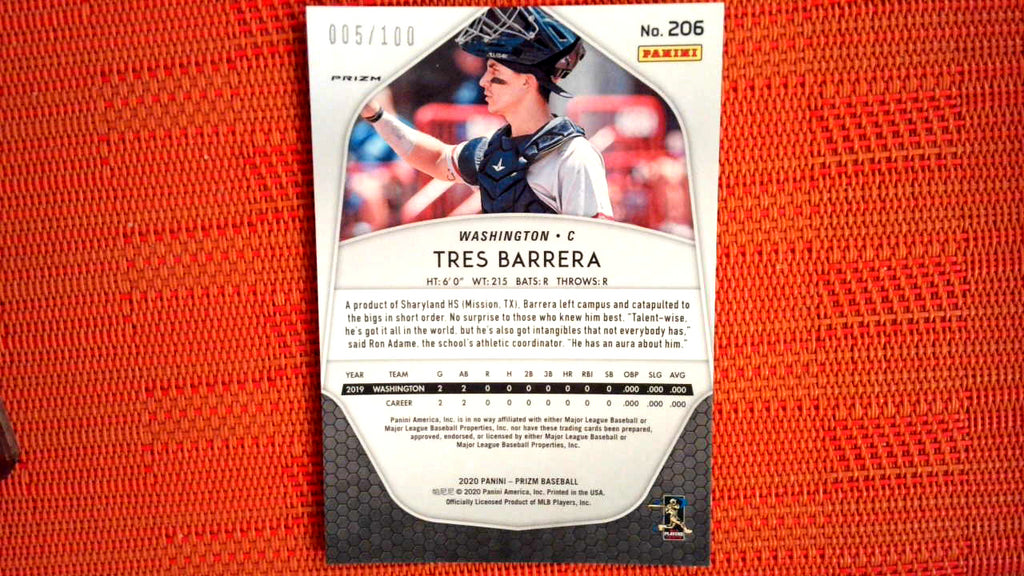 005/100
No. 206
PANINI
PRIZM
WASHINGTON • C
TRES BARRERA
HT: 6' 0" WT: 215 BATS: R THROWS: R
A product of Sharyland HS (Mission, TX), Barrera left campus and catapulted to
the bigs in short order. No surprise to those who knew him best. "Talent-wise,
he's got it all in the world, but he's also got intangibles that not everybody has,"
said Ron Adame, the school's athletic coordinator. "He has an aura about him."
YEAR TEAM G AB R H 2B 3B HR RBI SB OBP SLG AVG
2019 WASHINGTON 2 2 0 0 0 0 0 0 0 .000 .000 .000
CAREER 2 2 0 0 0 0 0 0 0 .000 .000 .000
Panini America, Inc. is in no way affiliated with either Major League Baseball or
Major League Baseball Properties, Inc. nor have these trading cards been prepared,
approved, endorsed, or licensed by either Major League Baseball or
Major League Baseball Properties, Inc.
2020 PANINI – PRIZM BASEBALL
帕尼尼 © 2020 Panini America, Inc. Printed in the USA.
Officially Licensed Product of MLB Players, Inc.
PLAYERS